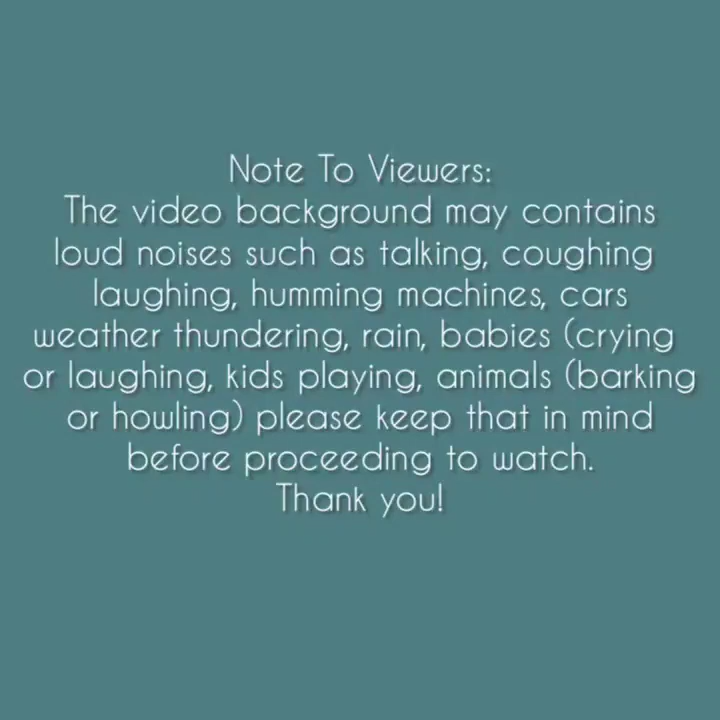 Note To Viewers:
The video background may contains
loud noises such as talking, coughing
laughing, humming machines, cars
weather thundering, rain, babies (crying
or laughing, kids playing, animals (barking
or howling) please keep that in mind
before proceeding to watch.
Thank you!